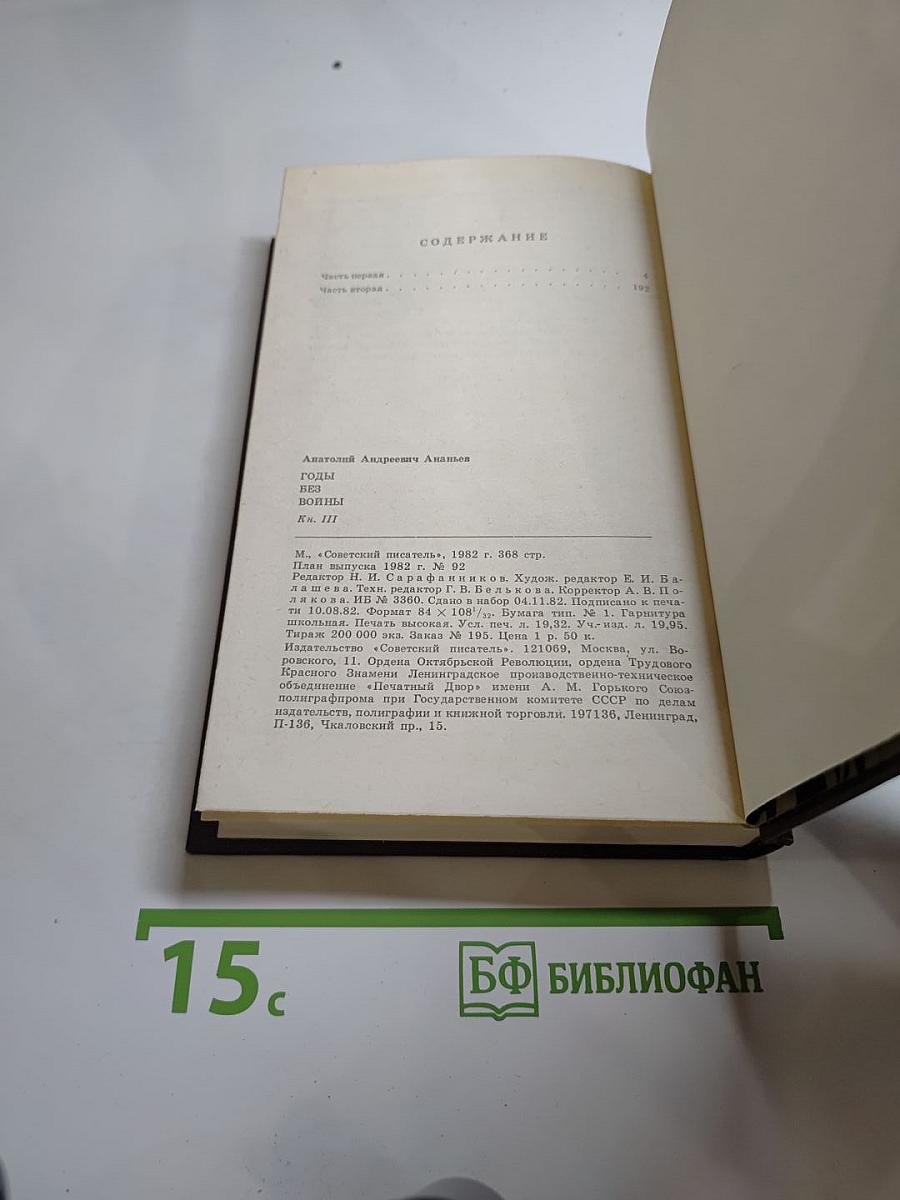 СОДЕРЖАНИЕ
Часть первая . . . . . . . . . . . . . . . . . . 4
Часть вторая . . . . . . . . . . . . . . . . . . 192
Анатолий Андреевич Ананьев
ГОДЫ
БЕЗ
ВОЙНЫ
Кн. III
М., «Советский писатель», 1982 г. 368 стр.
План выпуска 1982 г. № 92
Редактор Н. И. Сарафанников. Худож. редактор Е. И. Ба-
лашева. Техн. редактор Г. В. Белькова. Корректор А. В. По-
лякова. ИБ № 3360. Сдано в набор 04.11.82. Подписано к печа-
ти 10.08.82. Формат 84 × 108¹/₃₂. Бумага тип. № 1. Гарнитура
школьная. Печать высокая. Усл. печ. л. 19,32. Уч.-изд. л. 19,95.
Тираж 200 000 экз. Заказ № 195. Цена 1 р. 50 к.
Издательство «Советский писатель». 121069, Москва, ул. Во-
ровского, 11. Ордена Октябрьской Революции, ордена Трудового
Красного Знамени Ленинградское производственно-техническое
объединение «Печатный Двор» имени А. М. Горького Союз-
полиграфпрома при Государственном комитете СССР по делам
издательств, полиграфии и книжной торговли. 197136, Ленинград,
П-136, Чкаловский пр., 15.
15 с
БФ БИБЛИОФАН